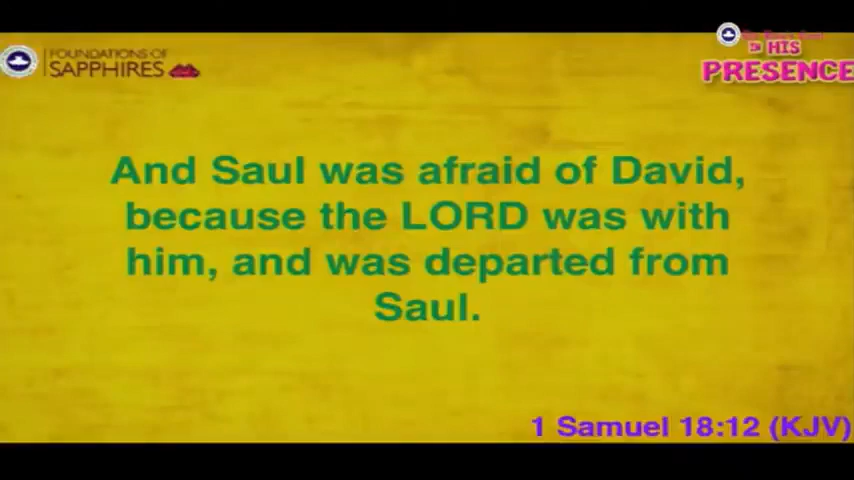 FOUNDATIONS OF
SAPPHIRES
IN HIS
PRESENCE
And Saul was afraid of David,
because the LORD was with
him, and was departed from
Saul.
1 Samuel 18:12 (KJV)